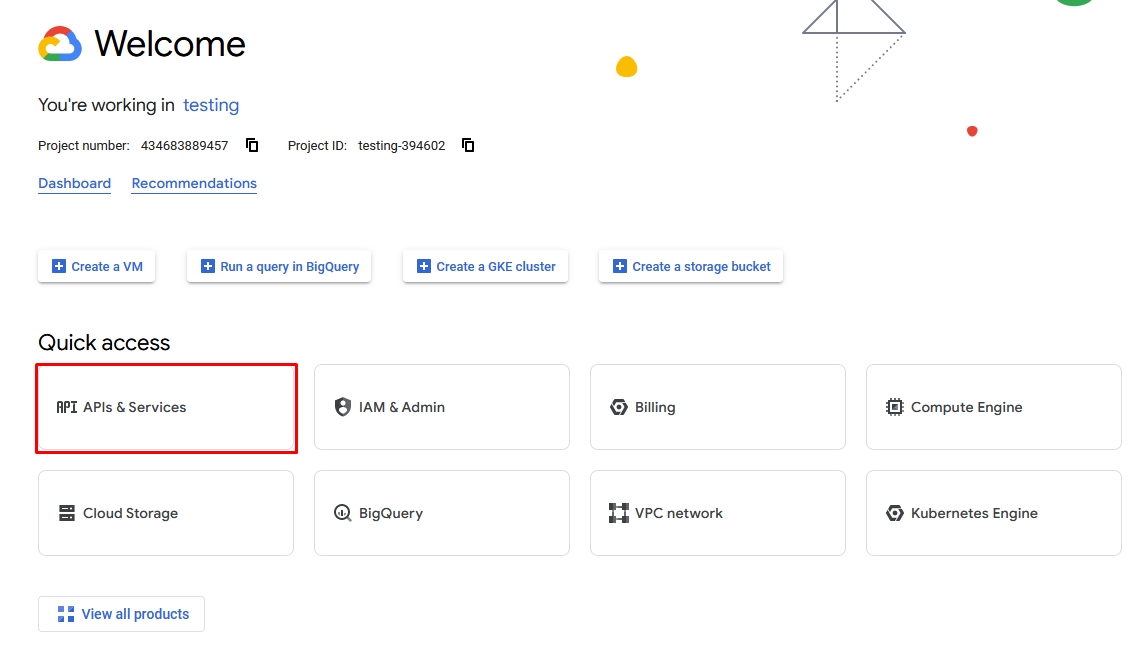 Welcome
You're working in testing
Project number: 434683889457 Project ID: testing-394602
Dashboard Recommendations
Create a VM Run a query in BigQuery Create a GKE cluster Create a storage bucket
Quick access
API APIs & Services IAM & Admin Billing Compute Engine
Cloud Storage BigQuery VPC network Kubernetes Engine
View all products